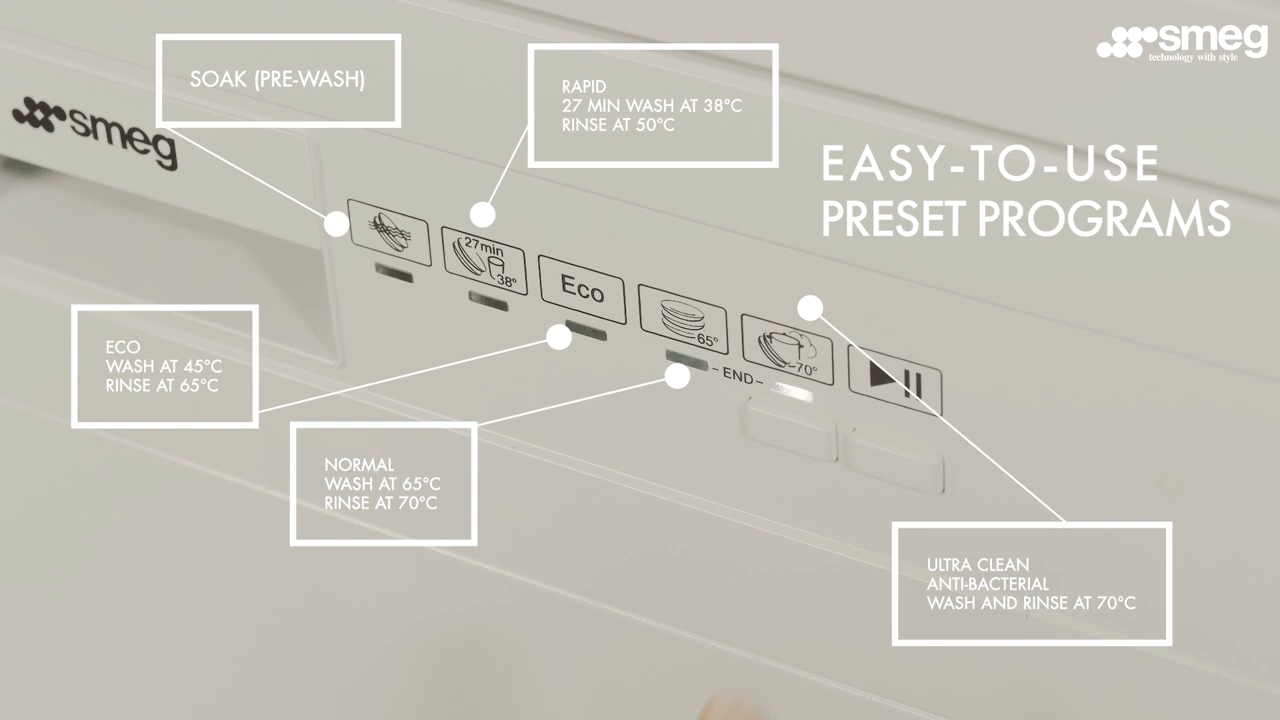 smeg
technology with style
SOAK (PRE-WASH)
RAPID
27 MIN WASH AT 38°C
RINSE AT 50°C
smeg
EASY-TO-USE
PRESET PROGRAMS
27min
38°
Eco
65°
70°
END
ECO
WASH AT 45°C
RINSE AT 65°C
NORMAL
WASH AT 65°C
RINSE AT 70°C
ULTRA CLEAN
ANTI-BACTERIAL
WASH AND RINSE AT 70°C